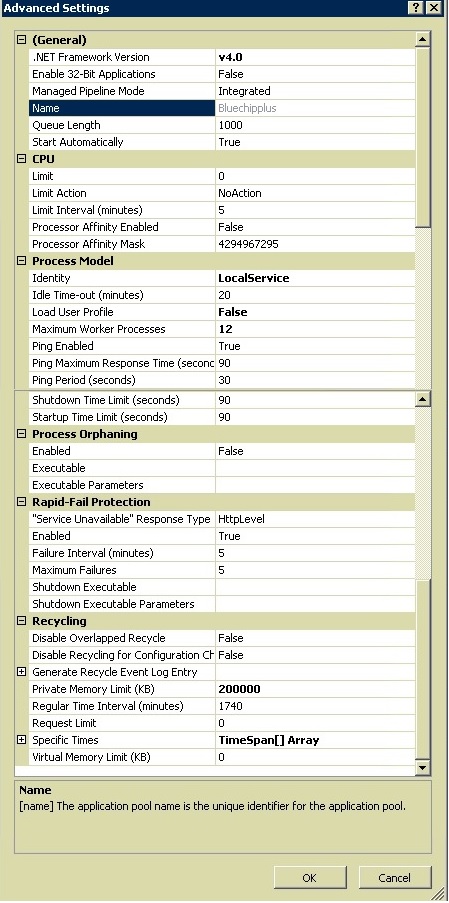 Advanced Settings
(General)
.NET Framework Version v4.0
Enable 32-Bit Applications False
Managed Pipeline Mode Integrated
Name Bluechipplus
Queue Length 1000
Start Automatically True
CPU
Limit 0
Limit Action NoAction
Limit Interval (minutes) 5
Processor Affinity Enabled False
Processor Affinity Mask 4294967295
Process Model
Identity LocalService
Idle Time-out (minutes) 20
Load User Profile False
Maximum Worker Processes 12
Ping Enabled True
Ping Maximum Response Time (second 90
Ping Period (seconds) 30
Shutdown Time Limit (seconds) 90
Startup Time Limit (seconds) 90
Process Orphaning
Enabled False
Executable
Executable Parameters
Rapid-Fail Protection
"Service Unavailable" Response Type HttpLevel
Enabled True
Failure Interval (minutes) 5
Maximum Failures 5
Shutdown Executable
Shutdown Executable Parameters
Recycling
Disable Overlapped Recycle False
Disable Recycling for Configuration Ch False
Generate Recycle Event Log Entry
Private Memory Limit (KB) 200000
Regular Time Interval (minutes) 1740
Request Limit 0
Specific Times TimeSpan[] Array
Virtual Memory Limit (KB) 0
Name
[name] The application pool name is the unique identifier for the application pool.
OK Cancel